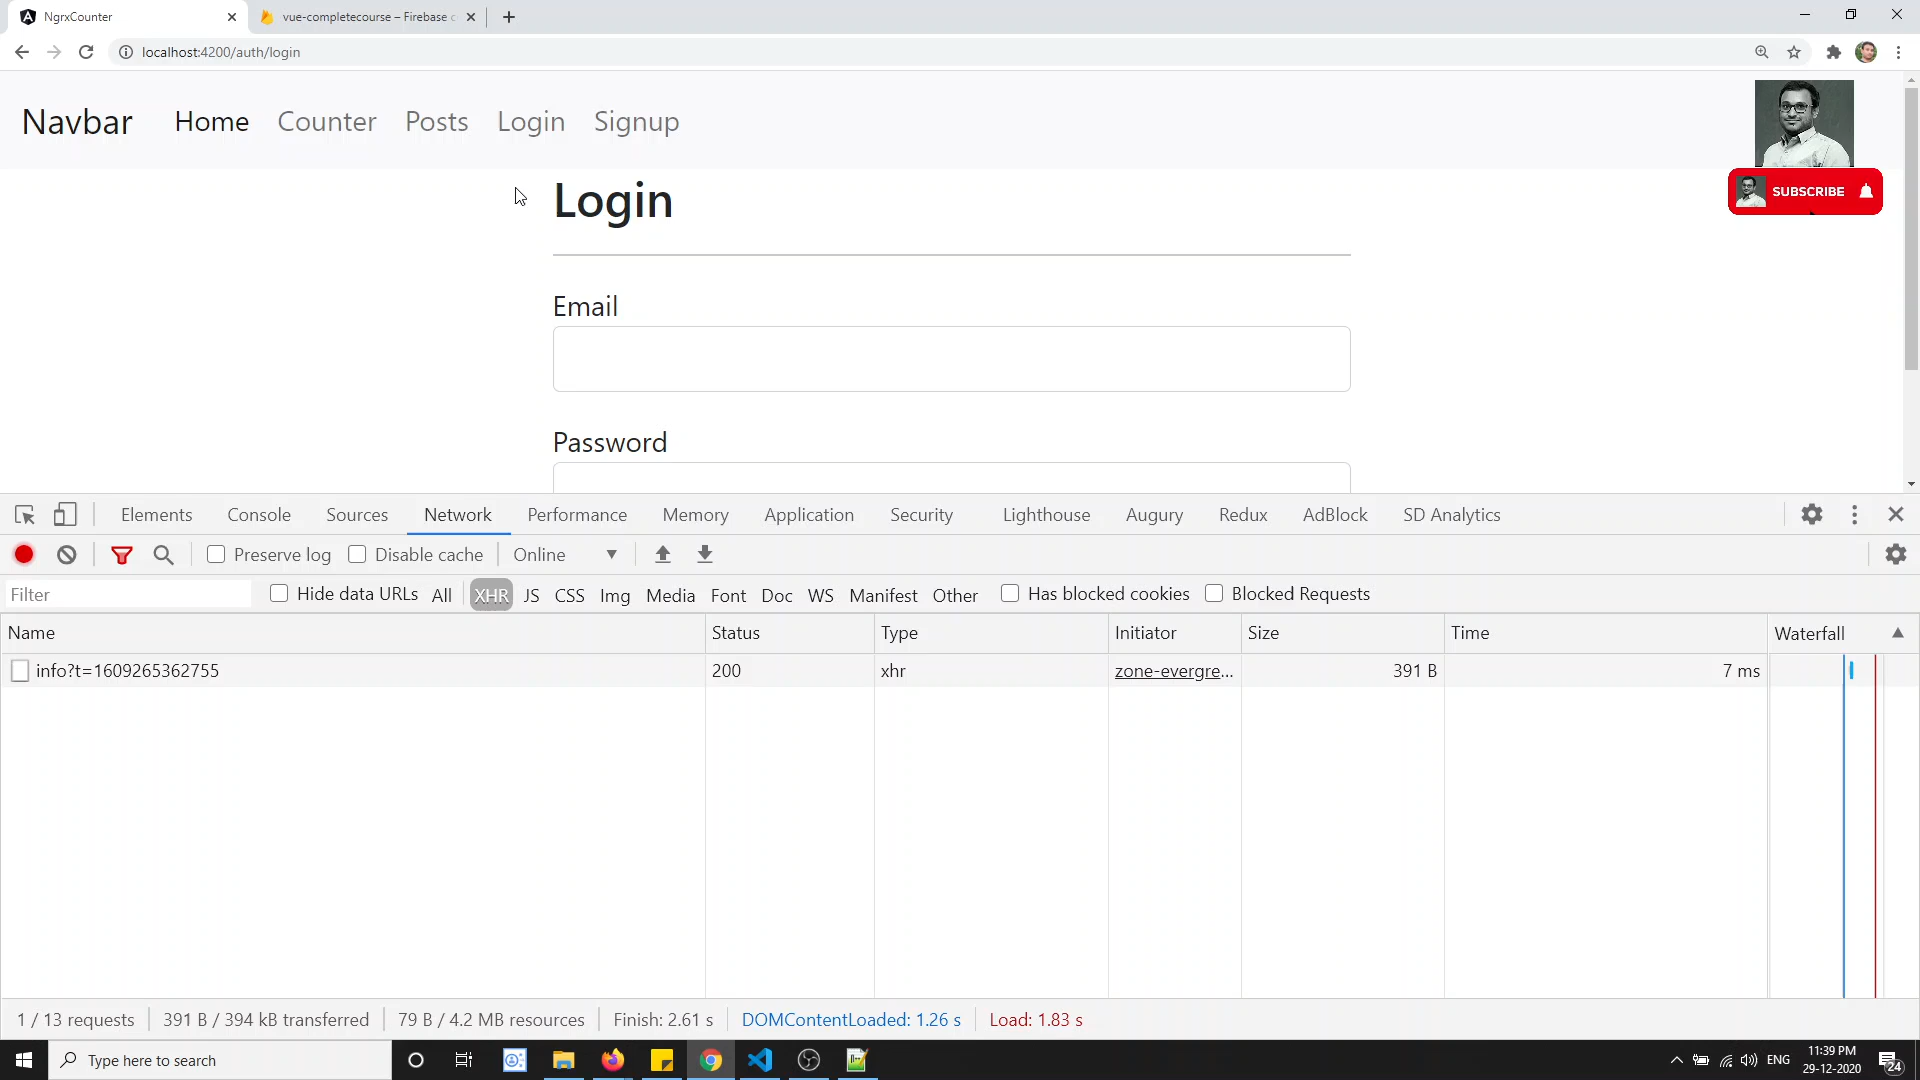 NgrxCounter
vue-completecourse – Firebase c
localhost:4200/auth/login
Navbar Home Counter Posts Login Signup
SUBSCRIBE
Login
Email
Password
Elements Console Sources Network Performance Memory Application Security Lighthouse Augury Redux AdBlock SD Analytics
Preserve log Disable cache Online
Filter Hide data URLs All XHR JS CSS Img Media Font Doc WS Manifest Other Has blocked cookies Blocked Requests
Name Status Type Initiator Size Time Waterfall
info?t=1609265362755 200 xhr zone-evergre... 391 B 7 ms
1 / 13 requests 391 B / 394 kB transferred 79 B / 4.2 MB resources Finish: 2.61 s DOMContentLoaded: 1.26 s Load: 1.83 s
Type here to search
ENG
11:39 PM
29-12-2020
24